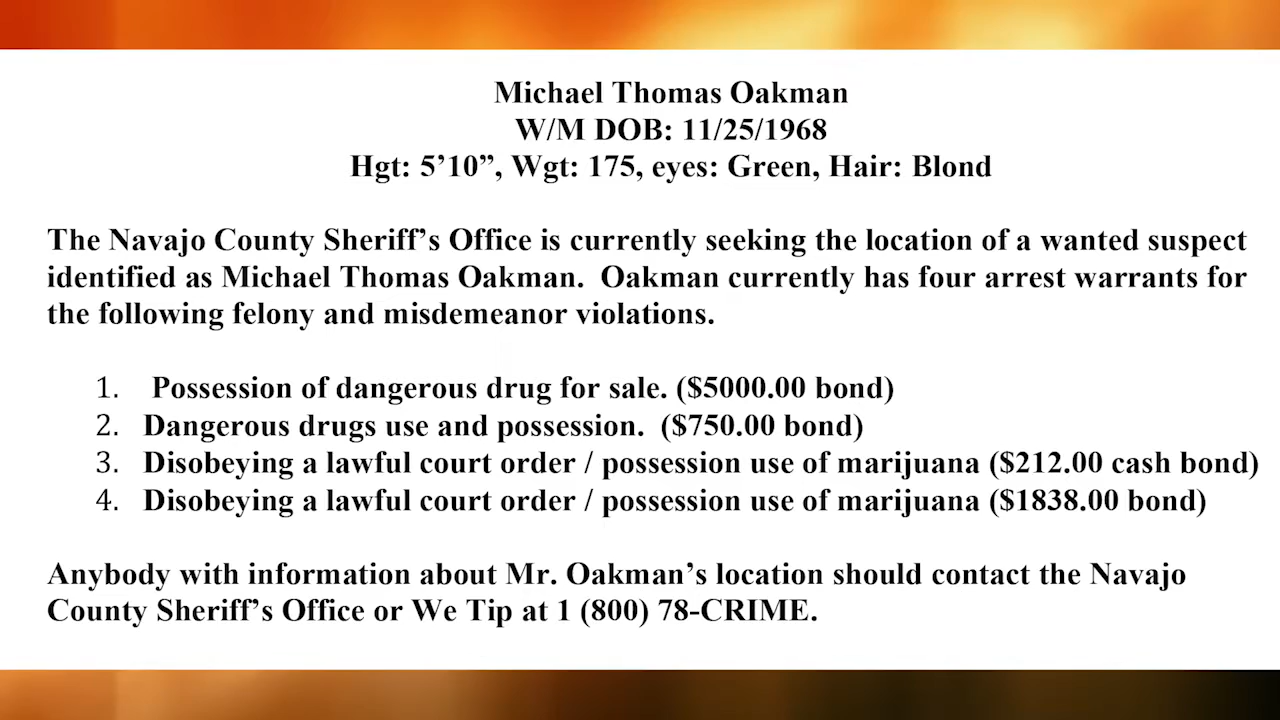 Michael Thomas Oakman
W/M DOB: 11/25/1968
Hgt: 5’10”, Wgt: 175, eyes: Green, Hair: Blond
The Navajo County Sheriff’s Office is currently seeking the location of a wanted suspect
identified as Michael Thomas Oakman.  Oakman currently has four arrest warrants for
the following felony and misdemeanor violations.
1. Possession of dangerous drug for sale. ($5000.00 bond)
2. Dangerous drugs use and possession.  ($750.00 bond)
3. Disobeying a lawful court order / possession use of marijuana ($212.00 cash bond)
4. Disobeying a lawful court order / possession use of marijuana ($1838.00 bond)
Anybody with information about Mr. Oakman’s location should contact the Navajo
County Sheriff’s Office or We Tip at 1 (800) 78-CRIME.